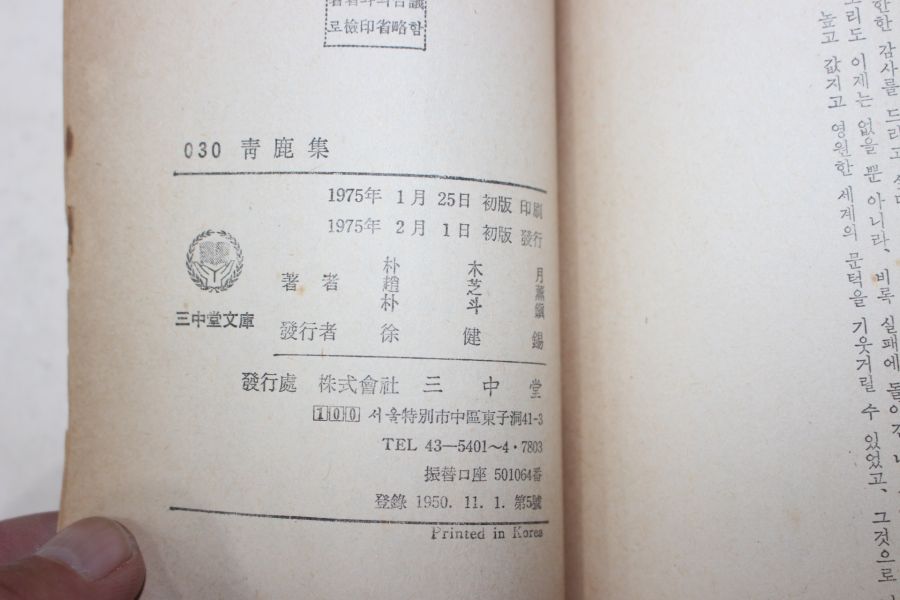 로檢印省略함
030 靑鹿集
1975年 1月 25日 初版 印刷
1975年 2月 1日 初版 發行
著者 朴木月
趙芝薰
朴斗鎭
三中堂文庫
發行者 徐健錫
發行處 株式會社 三中堂
100 서울特別市中區東子洞41-3
TEL 43—5401～4·7803
振替口座 501064番
登錄 1950. 11. 1. 第5號
Printed in Korea
감사를 드리고
리도 이제는 없을 뿐 아니라, 비록 실패에 돌아간
높고 값지고 영원한 세계의 문턱을 기웃거릴 수 있었고, 그것으로